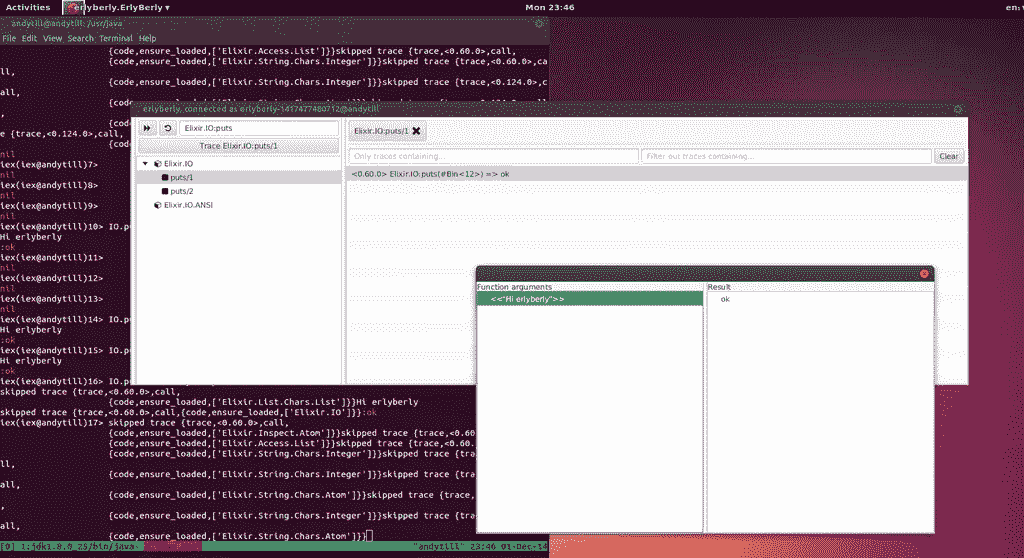 Activities
erlyberly.ErlyBerly ▾
Mon 23:46
en
andytill@andytill: /usr/java
File Edit View Search Terminal Help
{code,ensure_loaded,['Elixir.Access.List']}}skipped trace {trace,<0.60.0>,call,
{code,ensure_loaded,['Elixir.String.Chars.Integer']}}skipped trace {trace,<0.60.0>,ca
ll,
{code,ensure_loaded,['Elixir.String.Chars.Integer']}}skipped trace {trace,<0.124.0>,c
all,
e {trace,<0.124.0>,call,
nil
iex(iex@andytill)7>
nil
iex(iex@andytill)8>
nil
iex(iex@andytill)9>
nil
iex(iex@andytill)10> IO.p
Hi erlyberly
:ok
iex(iex@andytill)11>
nil
iex(iex@andytill)12>
nil
iex(iex@andytill)13>
nil
iex(iex@andytill)14> IO.p
Hi erlyberly
:ok
iex(iex@andytill)15> IO.p
Hi erlyberly
:ok
iex(iex@andytill)16> IO.p
skipped trace {trace,<0.60.0>,call,
{code,ensure_loaded,['Elixir.List.Chars.List']}}Hi erlyberly
skipped trace {trace,<0.60.0>,call,{code,ensure_loaded,['Elixir.IO']}}:ok
iex(iex@andytill)17> skipped trace {trace,<0.60.0>,call,
{code,ensure_loaded,['Elixir.Inspect.Atom']}}skipped trace {trace,<0.60
{code,ensure_loaded,['Elixir.Access.List']}}skipped trace {trace,<0.60.
{code,ensure_loaded,['Elixir.String.Chars.Integer']}}skipped trace {tra
ll,
{code,ensure_loaded,['Elixir.String.Chars.Integer']}}skipped trace {tra
all,
{code,ensure_loaded,['Elixir.String.Chars.Atom']}}skipped trace {trace,
,
{code,ensure_loaded,['Elixir.String.Chars.Integer']}}skipped trace {tra
all,
{code,ensure_loaded,['Elixir.String.Chars.Atom']}}
[0] 1:jdk1.8.0_25/bin/java-
"andytill" 23:46 01-Dec-14
erlyberly, connected as erlyberly-1417477480712@andytill
Elixir.IO:puts
Trace Elixir.IO:puts/1
Elixir.IO
puts/1
puts/2
Elixir.IO.ANSI
Elixir.IO:puts/1
Only traces containing...
Filter out traces containing...
Clear
<0.60.0> Elixir.IO:puts(#Bin<12>) => ok
Function arguments
<<"Hi erlyberly">>
Result
ok